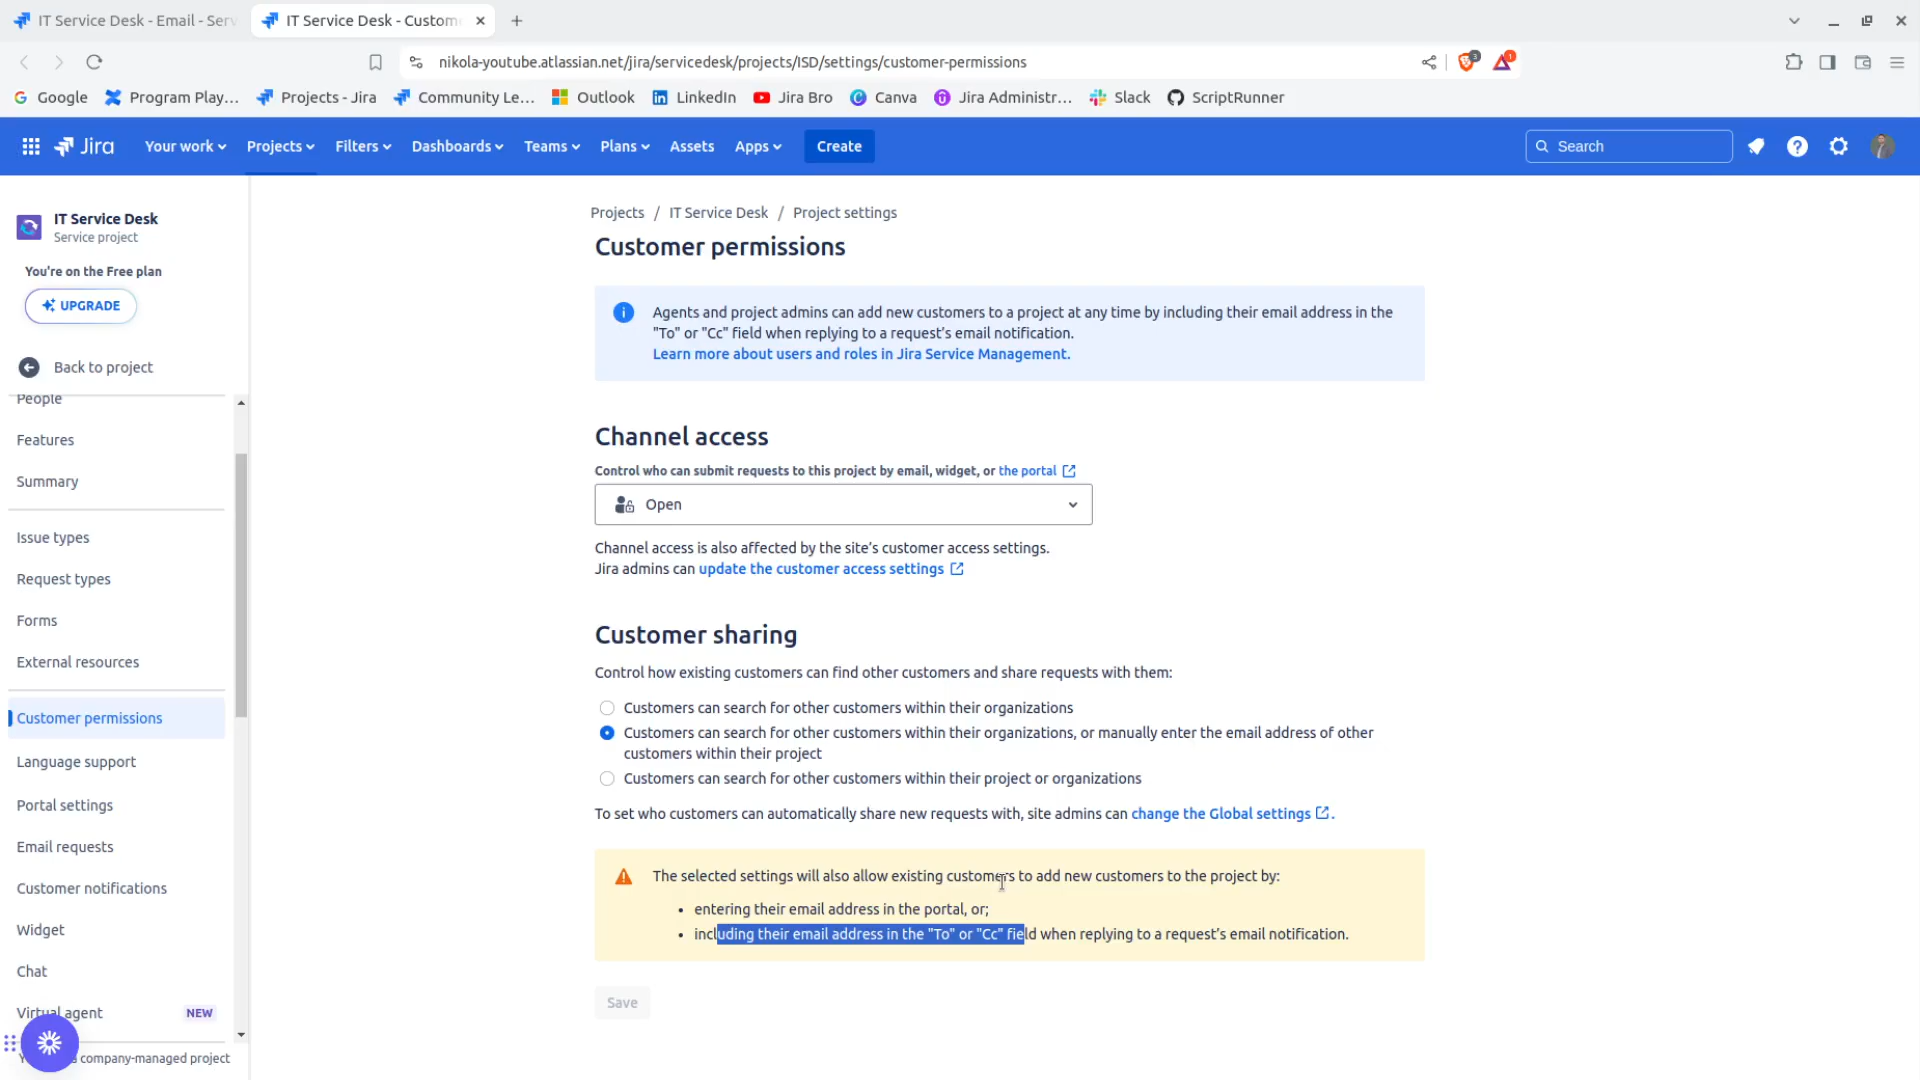 IT Service Desk - Email - Serv
IT Service Desk - Custom
nikola-youtube.atlassian.net/jira/servicedesk/projects/ISD/settings/customer-permissions
3
1
Google
Program Play...
Projects - Jira
Community Le...
Outlook
LinkedIn
Jira Bro
Canva
Jira Administr...
Slack
ScriptRunner
Jira
Your work
Projects
Filters
Dashboards
Teams
Plans
Assets
Apps
Create
Search
IT Service Desk
Service project
You're on the Free plan
UPGRADE
Back to project
People
Features
Summary
Issue types
Request types
Forms
External resources
Customer permissions
Language support
Portal settings
Email requests
Customer notifications
Widget
Chat
Virtual agent
NEW
company-managed project
Projects / IT Service Desk / Project settings
Customer permissions
Agents and project admins can add new customers to a project at any time by including their email address in the
"To" or "Cc" field when replying to a request's email notification.
Learn more about users and roles in Jira Service Management.
Channel access
Control who can submit requests to this project by email, widget, or the portal
Open
Channel access is also affected by the site's customer access settings.
Jira admins can update the customer access settings
Customer sharing
Control how existing customers can find other customers and share requests with them:
Customers can search for other customers within their organizations
Customers can search for other customers within their organizations, or manually enter the email address of other
customers within their project
Customers can search for other customers within their project or organizations
To set who customers can automatically share new requests with, site admins can change the Global settings .
The selected settings will also allow existing customers to add new customers to the project by:
• entering their email address in the portal, or;
• including their email address in the "To" or "Cc" field when replying to a request's email notification.
Save